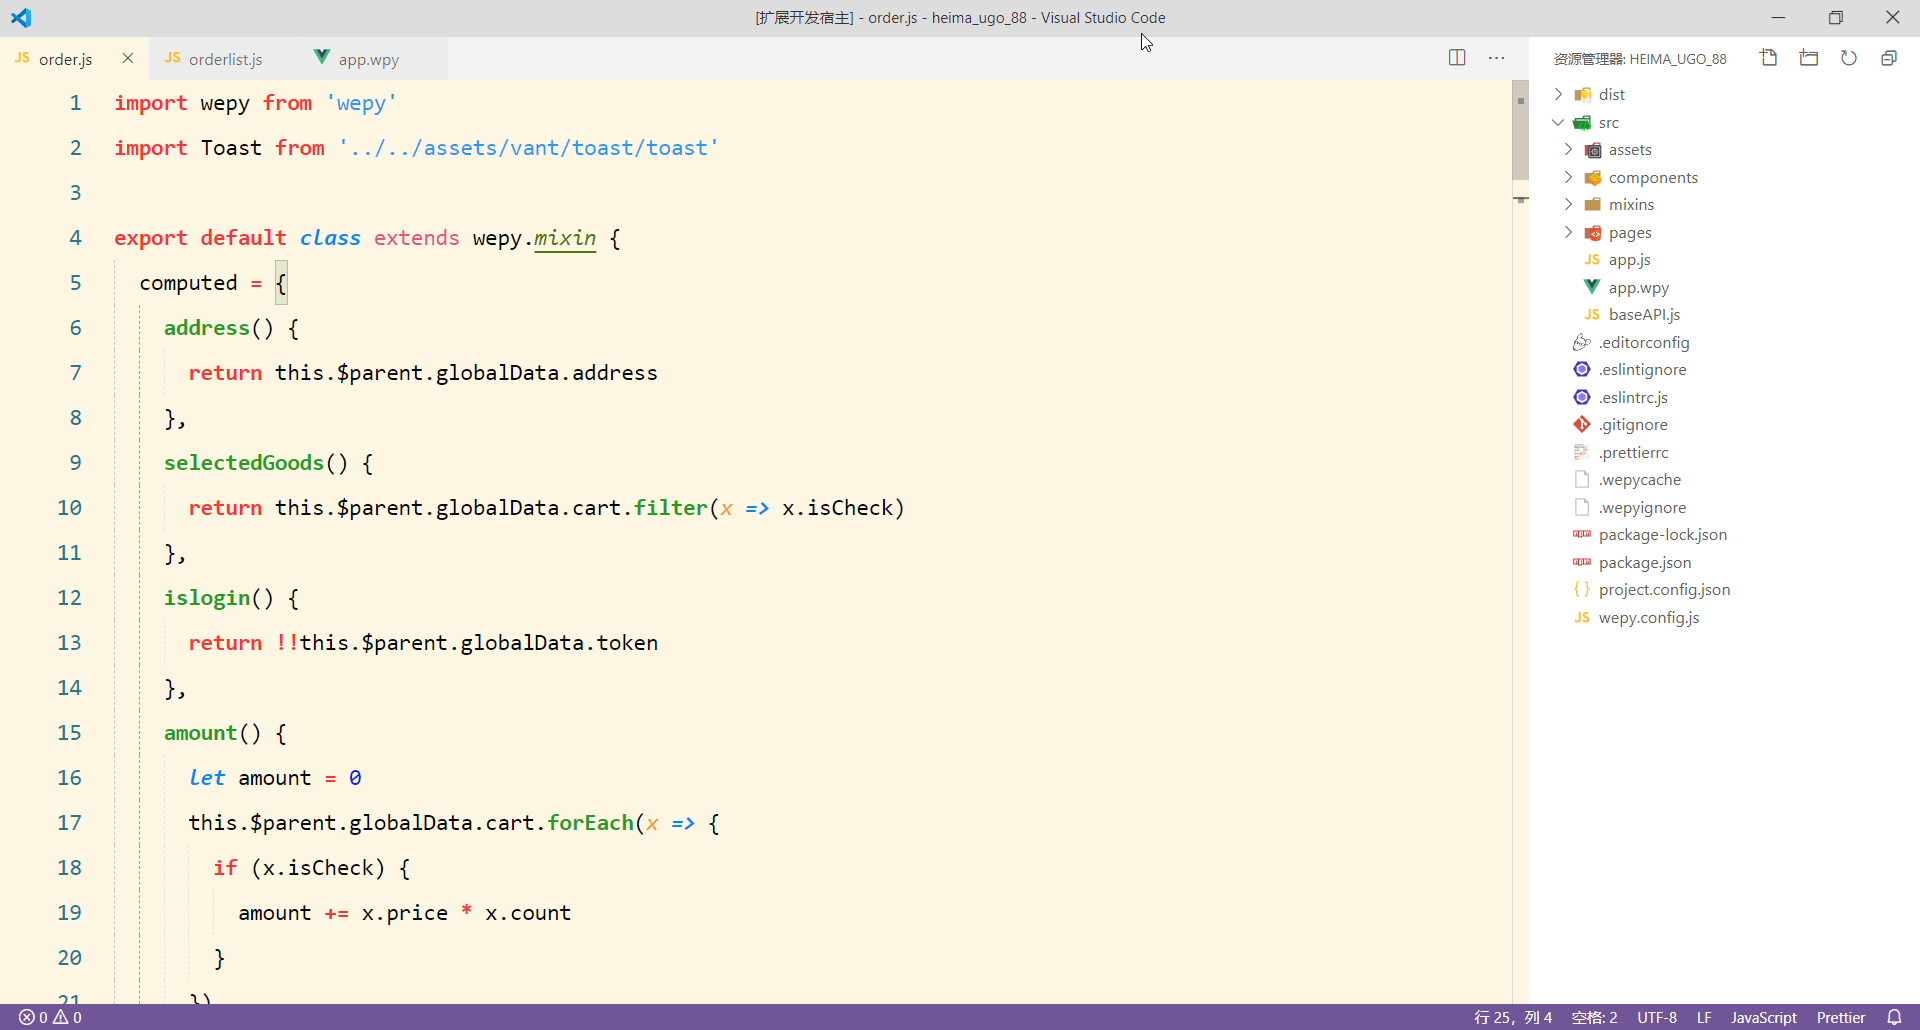 [扩展开发宿主] - order.js - heima_ugo_88 - Visual Studio Code
JS order.js
JS orderlist.js
app.wpy
1 import wepy from 'wepy'
2 import Toast from '../../assets/vant/toast/toast'
3
4 export default class extends wepy.mixin {
5 computed = {
6 address() {
7 return this.$parent.globalData.address
8 },
9 selectedGoods() {
10 return this.$parent.globalData.cart.filter(x => x.isCheck)
11 },
12 islogin() {
13 return !!this.$parent.globalData.token
14 },
15 amount() {
16 let amount = 0
17 this.$parent.globalData.cart.forEach(x => {
18 if (x.isCheck) {
19 amount += x.price * x.count
20 }
21 })
资源管理器: HEIMA_UGO_88
dist
src
assets
components
mixins
pages
JS app.js
app.wpy
JS baseAPI.js
.editorconfig
.eslintignore
.eslintrc.js
.gitignore
.prettierrc
.wepycache
.wepyignore
package-lock.json
package.json
{ } project.config.json
JS wepy.config.js
0 0
行 25，列 4 空格: 2 UTF-8 LF JavaScript Prettier